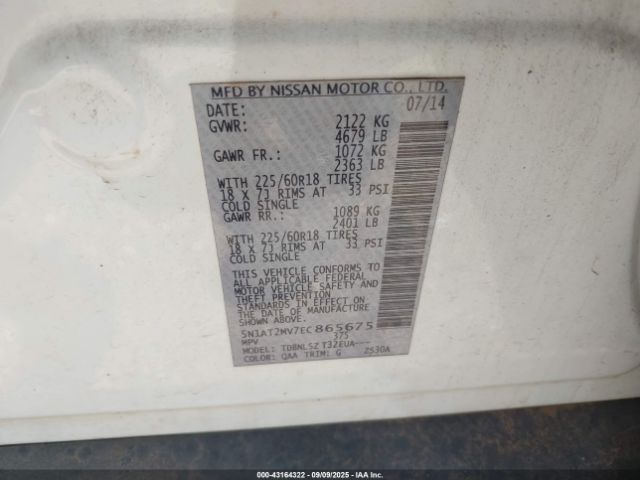 MFD BY NISSAN MOTOR CO., LTD.
DATE: 07/14
GVWR: 2122 KG
4679 LB
GAWR FR.: 1072 KG
2363 LB
WITH 225/60R18 TIRES
18 X 7J RIMS AT 33 PSI
COLD SINGLE
GAWR RR.: 1089 KG
2401 LB
WITH 225/60R18 TIRES
18 X 7J RIMS AT 33 PSI
COLD SINGLE
THIS VEHICLE CONFORMS TO
ALL APPLICABLE FEDERAL
MOTOR VEHICLE SAFETY AND
THEFT PREVENTION
STANDARDS IN EFFECT ON
THE DATE OF MANUFACTURE
SHOWN ABOVE.
5N1AT2MV7EC865675
MPV 375
MODEL: TDBNL5Z T32EUA---
COLOR: QAA TRIM: G 2530A
000-43164322 - 09/09/2025 - IAA Inc.